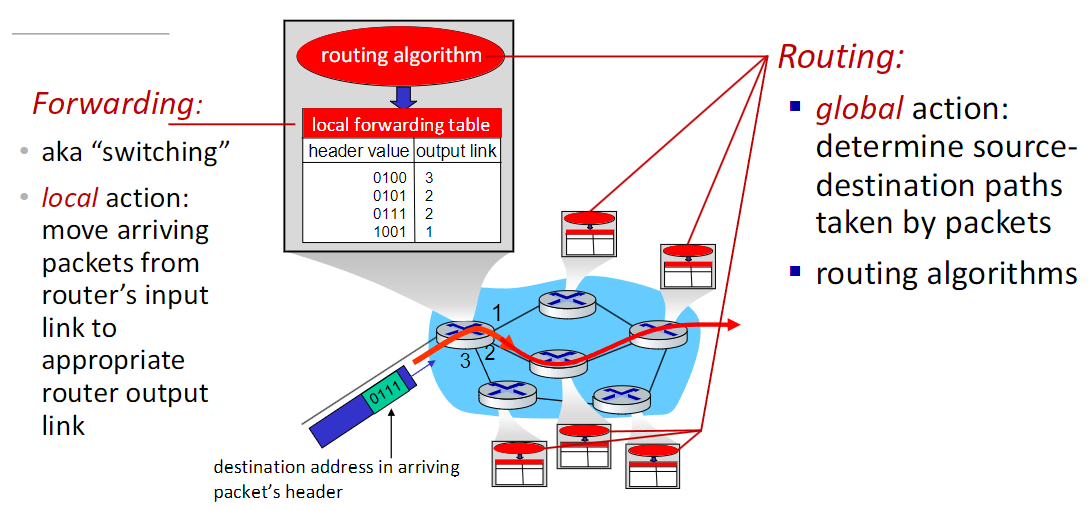 Forwarding:
aka “switching”
local action:
move arriving
packets from
router’s input
link to
appropriate
router output
link
routing algorithm
local forwarding table
header value output link
0100 3
0101 2
0111 2
1001 1
1
2
3
0111
destination address in arriving
packet’s header
Routing:
global action:
determine source-
destination paths
taken by packets
routing algorithms